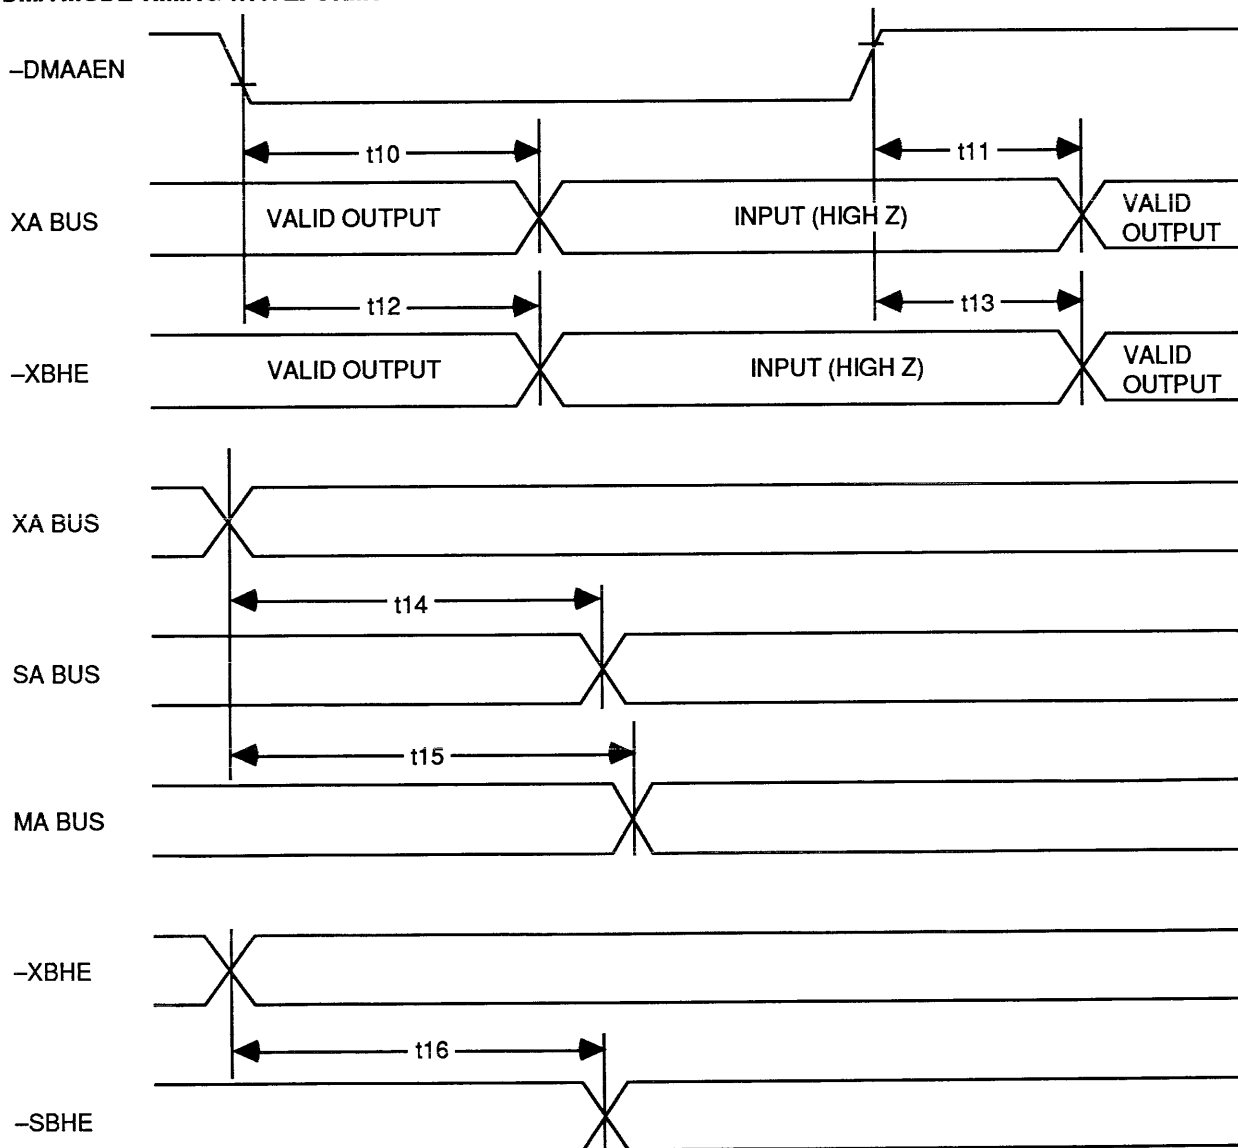 –DMAAEN
t10
t11
XA BUS
VALID OUTPUT
INPUT (HIGH Z)
VALID
OUTPUT
t12
t13
–XBHE
VALID OUTPUT
INPUT (HIGH Z)
VALID
OUTPUT
XA BUS
t14
SA BUS
t15
MA BUS
–XBHE
t16
–SBHE